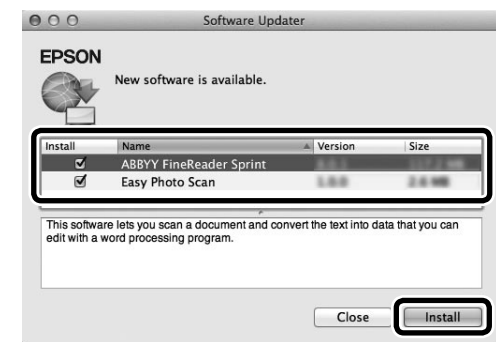 Software Updater
EPSON
New software is available.
Install Name Version Size
ABBYY FineReader Sprint
Easy Photo Scan
This software lets you scan a document and convert the text into data that you can
edit with a word processing program.
Close Install